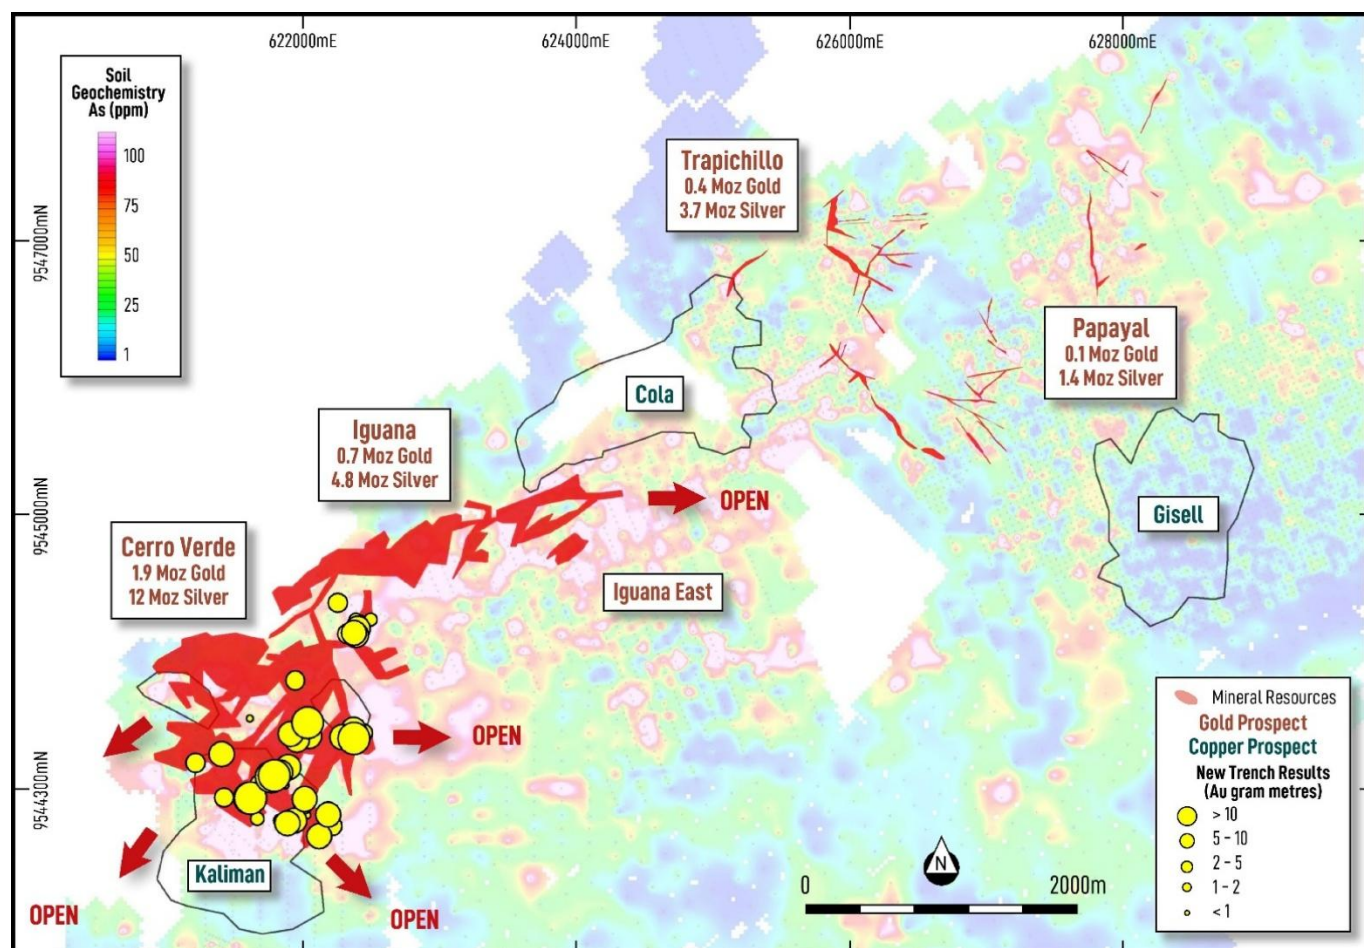 622000mE
624000mE
626000mE
628000mE
Soil
Geochemistry
As (ppm)
100
75
50
25
1
Trapichillo
0.4 Moz Gold
3.7 Moz Silver
9547000mN
Papayal
0.1 Moz Gold
1.4 Moz Silver
Cola
Iguana
0.7 Moz Gold
4.8 Moz Silver
OPEN
9545000mN
Gisell
Cerro Verde
1.9 Moz Gold
12 Moz Silver
Iguana East
OPEN
9544300mN
Kaliman
OPEN
OPEN
N
0
2000m
Mineral Resources
Gold Prospect
Copper Prospect
New Trench Results
(Au gram metres)
> 10
5 - 10
2 - 5
1 - 2
< 1